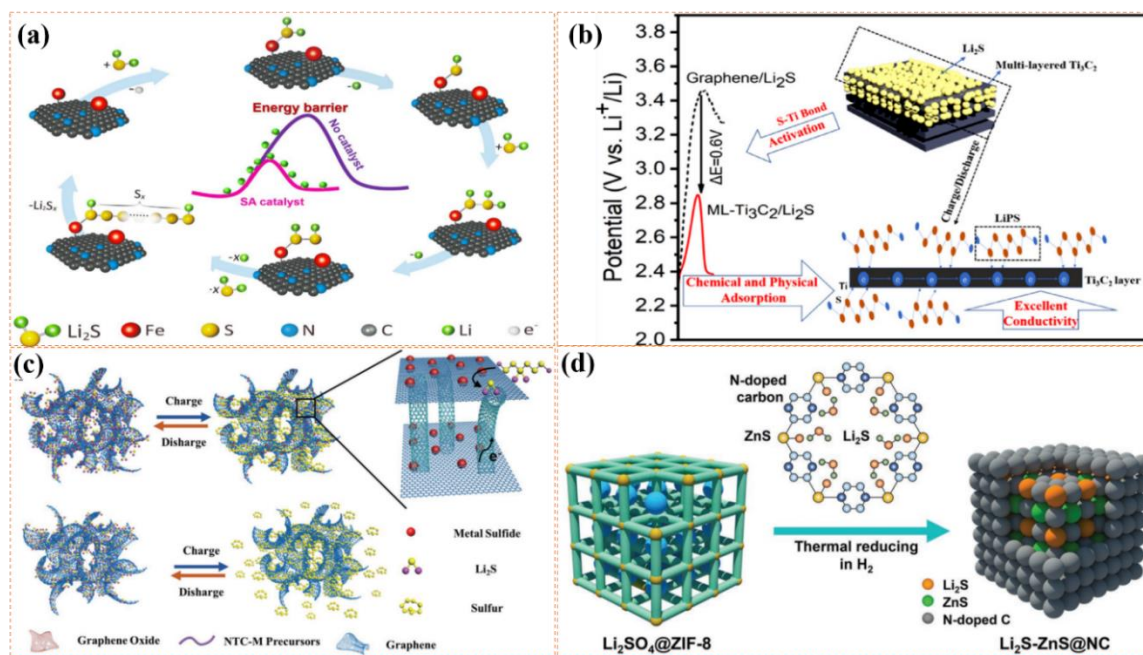 (a)
+
-
-
Energy barrier
No catalyst
+
SA catalyst
Sₓ
-Li₂Sₓ
-x
-x
-
Li₂S
Fe
S
N
C
Li
e⁻
(b)
Potential (V vs. Li⁺/Li)
3.8
3.6
3.4
3.2
3.0
2.8
2.6
2.4
2.2
2.0
Graphene/Li₂S
ΔE=0.6V
ML-Ti₃C₂/Li₂S
Li₂S
Multi-layered Ti₃C₂
S-Ti Bond
Activation
Charge/Discharge
LiPS
Chemical and Physical
Adsorption
Ti
S
Ti₃C₂ layer
Excellent
Conductivity
(c)
Charge
Disharge
e
Charge
Disharge
Metal Sulfide
Li₂S
Sulfur
Graphene Oxide
NTC-M Precursors
Graphene
(d)
N-doped
carbon
ZnS
Li₂S
Thermal reducing
in H₂
Li₂SO₄@ZIF-8
Li₂S
ZnS
N-doped C
Li₂S-ZnS@NC